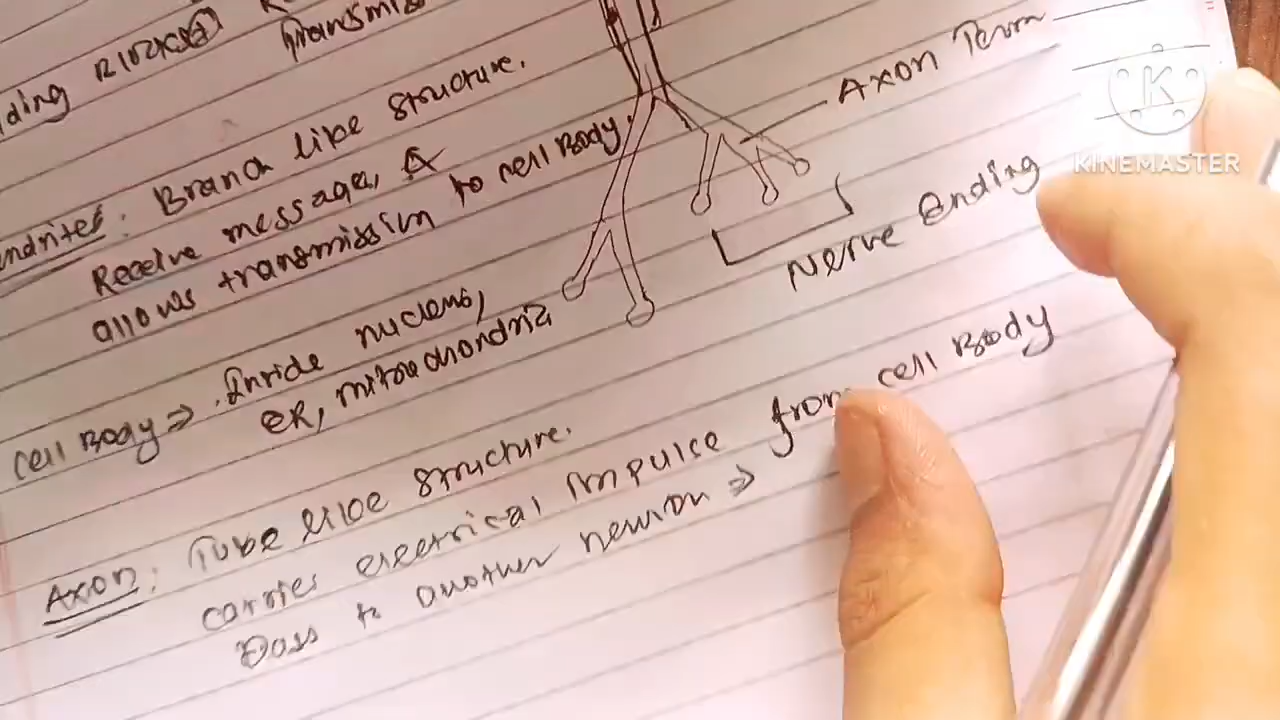 Transmis
Dendrites: Branch like structure.
Receive message, &
allows transmission to cell Body.
Cell Body ⇒ Inside nucleus,
ER, mitochondria
Axon: Tube like structure.
carries electrical impulse from cell Body
pass to another neuron ⇒
Axon Term
Nerve Ending
K
KINEMASTER